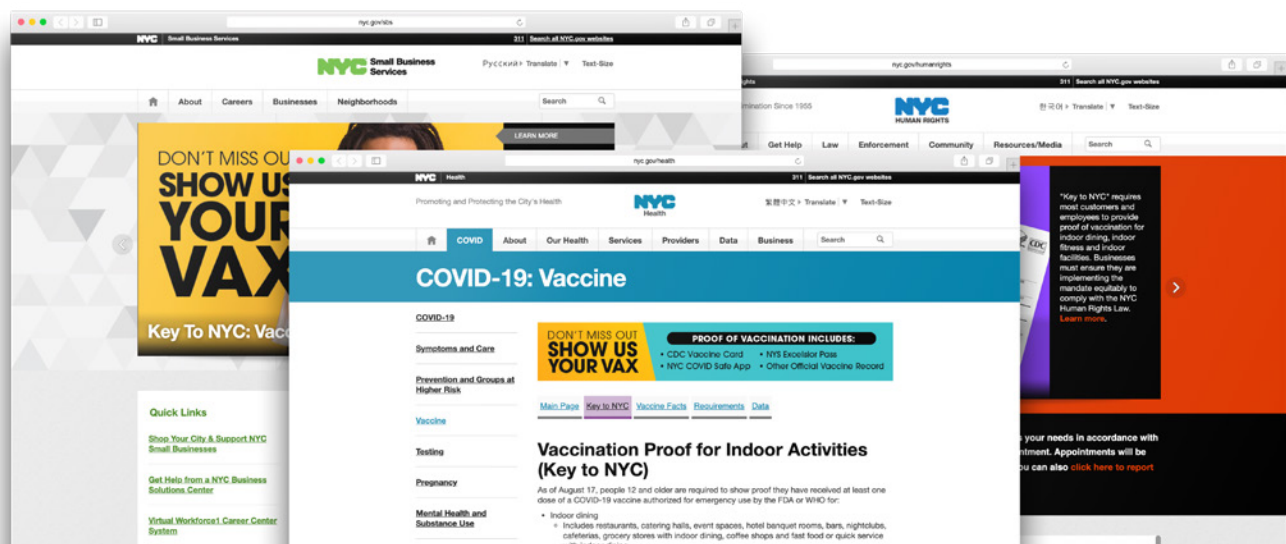 nyc.gov/sbs
NYC Small Business Services
311 Search all NYC.gov websites
NYC Small Business
Services
Русский Translate ▼ Text-Size
About Careers Businesses Neighborhoods Search
LEARN MORE
DON'T MISS OU
SHOW US
YOUR
VAX
Key To NYC: Vacc
Quick Links
Shop Your City & Support NYC
Small Businesses
Get Help from a NYC Business
Solutions Center
Virtual Workforce1 Career Center
System
nyc.gov/health
NYC Health
311 Search all NYC.gov websites
Promoting and Protecting the City's Health
NYC
Health
繁體中文 Translate ▼ Text-Size
COVID About Our Health Services Providers Data Business Search
COVID-19: Vaccine
COVID-19
Symptoms and Care
Prevention and Groups at
Higher Risk
Vaccine
Testing
Pregnancy
Mental Health and
Substance Use
DON'T MISS OUT
SHOW US
YOUR VAX
PROOF OF VACCINATION INCLUDES:
• CDC Vaccine Card • NYS Excelsior Pass
• NYC COVID Safe App • Other Official Vaccine Record
Main Page Key to NYC Vaccine Facts Requirements Data
Vaccination Proof for Indoor Activities
(Key to NYC)
As of August 17, people 12 and older are required to show proof they have received at least one
dose of a COVID-19 vaccine authorized for emergency use by the FDA or WHO for:
• Indoor dining
Includes restaurants, catering halls, event spaces, hotel banquet rooms, bars, nightclubs,
cafeterias, grocery stores with indoor dining, coffee shops and fast food or quick service
nyc.gov/humanrights
ghts
311 Search all NYC.gov websites
mination Since 1955
NYC
HUMAN RIGHTS
한국어 Translate ▼ Text-Size
Get Help Law Enforcement Community Resources/Media Search
CDC
"Key to NYC" requires
most customers and
employees to provide
proof of vaccination for
indoor dining, indoor
fitness and indoor
facilities. Businesses
must ensure they are
implementing the
mandate equitably to
comply with the NYC
Human Rights Law.
Learn more.
s your needs in accordance with
ntment. Appointments will be
ou can also click here to report